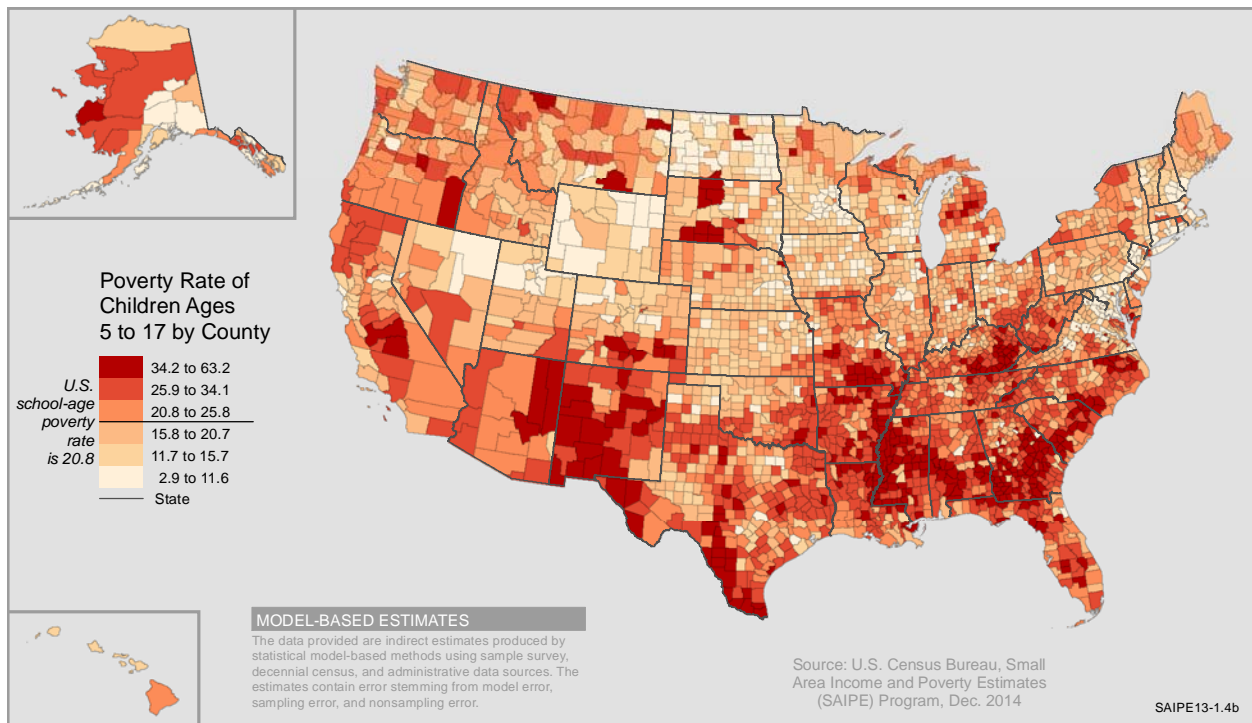 Poverty Rate of
Children Ages
5 to 17 by County
U.S.
school-age
poverty
rate
is 20.8
34.2 to 63.2
25.9 to 34.1
20.8 to 25.8
15.8 to 20.7
11.7 to 15.7
2.9 to 11.6
State
MODEL-BASED ESTIMATES
The data provided are indirect estimates produced by
statistical model-based methods using sample survey,
decennial census, and administrative data sources. The
estimates contain error stemming from model error,
sampling error, and nonsampling error.
Source: U.S. Census Bureau, Small
Area Income and Poverty Estimates
(SAIPE) Program, Dec. 2014
SAIPE13-1.4b